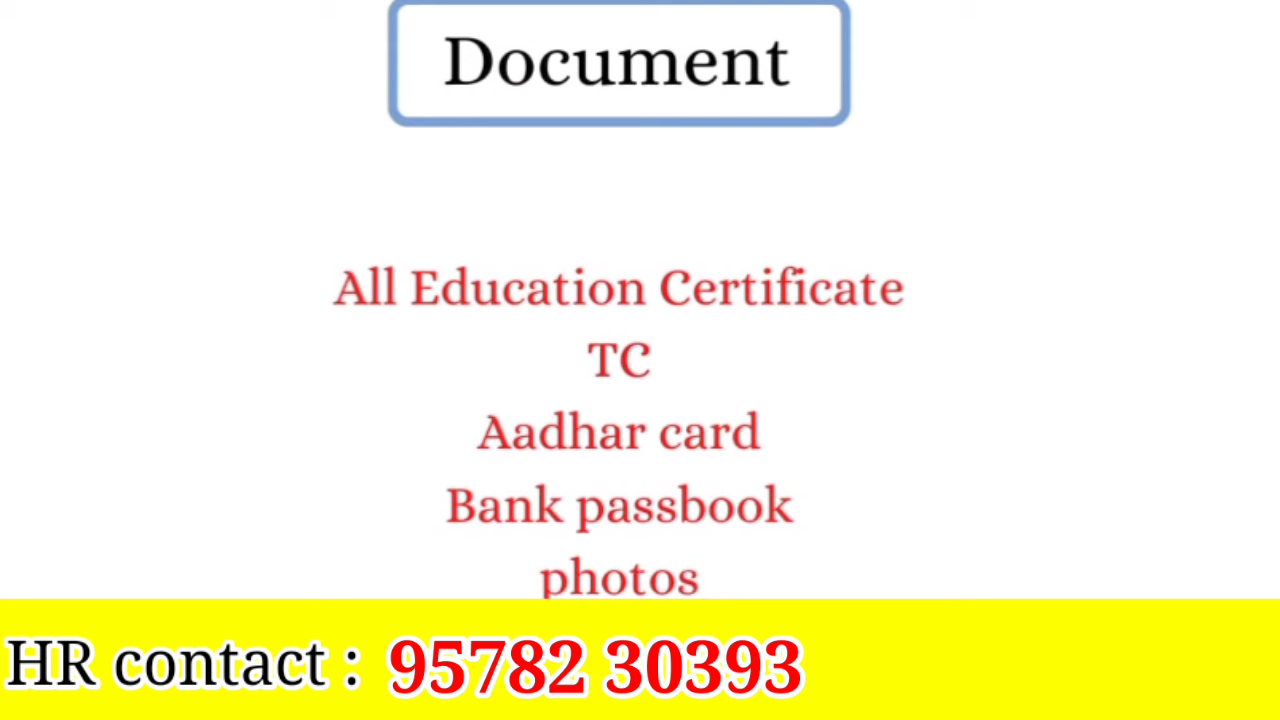 Document
All Education Certificate
TC
Aadhar card
Bank passbook
photos
HR contact : 95782 30393